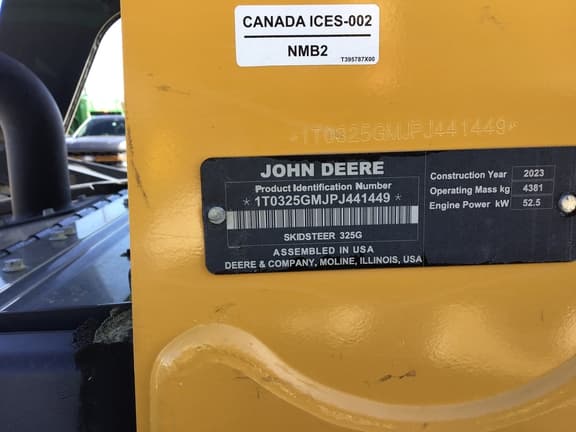 CANADA ICES-002
NMB2
T395787X00
*1T0325GMJPJ441449*
JOHN DEERE
Product Identification Number
*1T0325GMJPJ441449*
SKIDSTEER 325G
ASSEMBLED IN USA
DEERE & COMPANY, MOLINE, ILLINOIS, USA
Construction Year 2023
Operating Mass kg 4381
Engine Power kW 52.5